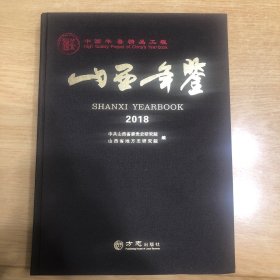 中国年鉴精品工程
High Quality Project of China's Yearbook
山西年鉴
SHANXI YEARBOOK
2018
中共山西省委党史研究院
山西省地方志研究院
编
方志出版社